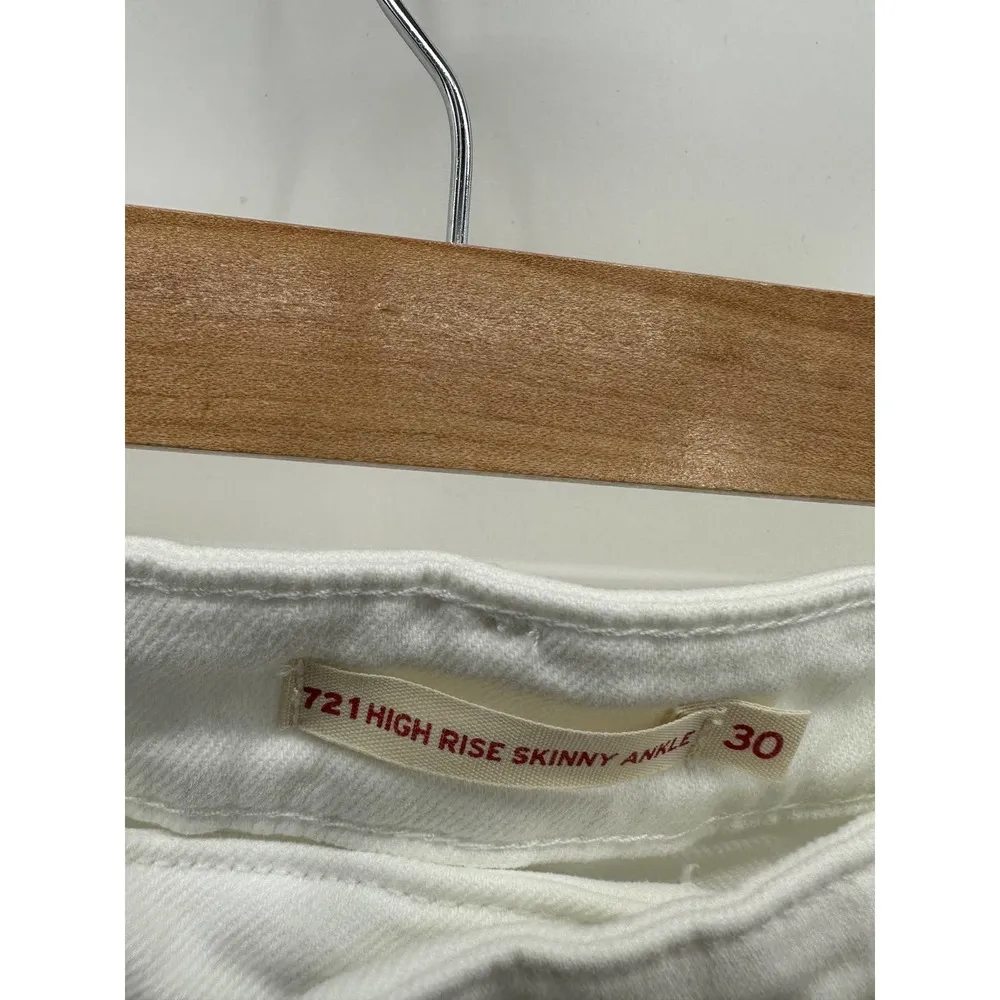 721 HIGH RISE SKINNY ANKLE
30